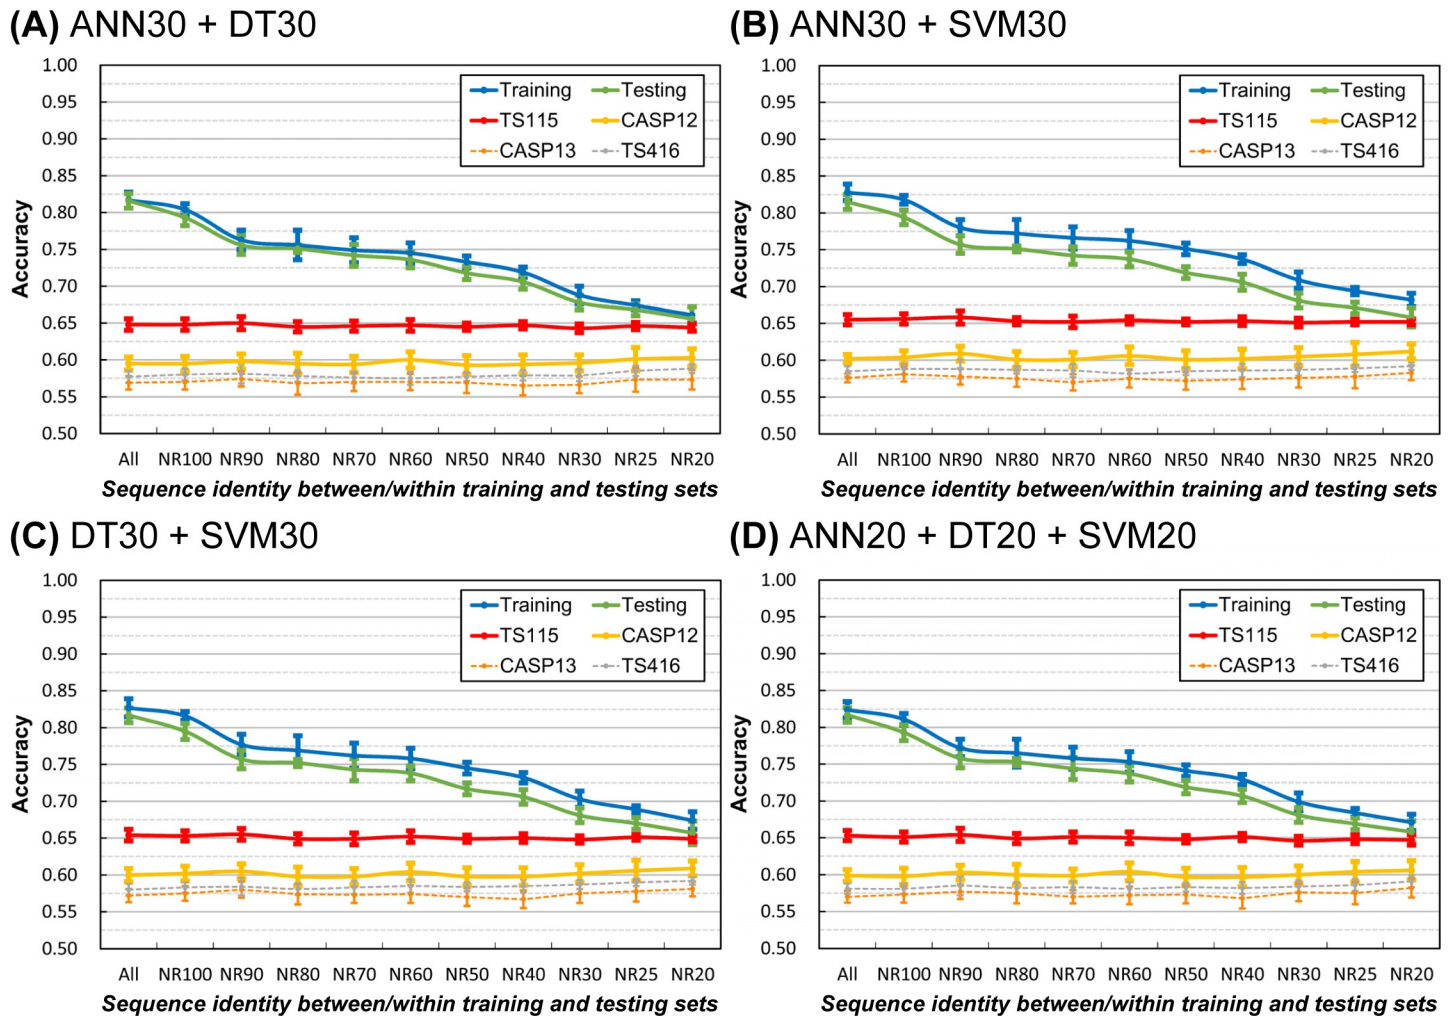 (A) ANN30 + DT30
1.00
0.95
0.90
0.85
0.80
0.75
0.70
0.65
0.60
0.55
0.50
Accuracy
Training Testing
TS115 CASP12
CASP13 TS416
All NR100 NR90 NR80 NR70 NR60 NR50 NR40 NR30 NR25 NR20
Sequence identity between/within training and testing sets
(B) ANN30 + SVM30
1.00
0.95
0.90
0.85
0.80
0.75
0.70
0.65
0.60
0.55
0.50
Accuracy
Training Testing
TS115 CASP12
CASP13 TS416
All NR100 NR90 NR80 NR70 NR60 NR50 NR40 NR30 NR25 NR20
Sequence identity between/within training and testing sets
(C) DT30 + SVM30
1.00
0.95
0.90
0.85
0.80
0.75
0.70
0.65
0.60
0.55
0.50
Accuracy
Training Testing
TS115 CASP12
CASP13 TS416
All NR100 NR90 NR80 NR70 NR60 NR50 NR40 NR30 NR25 NR20
Sequence identity between/within training and testing sets
(D) ANN20 + DT20 + SVM20
1.00
0.95
0.90
0.85
0.80
0.75
0.70
0.65
0.60
0.55
0.50
Accuracy
Training Testing
TS115 CASP12
CASP13 TS416
All NR100 NR90 NR80 NR70 NR60 NR50 NR40 NR30 NR25 NR20
Sequence identity between/within training and testing sets